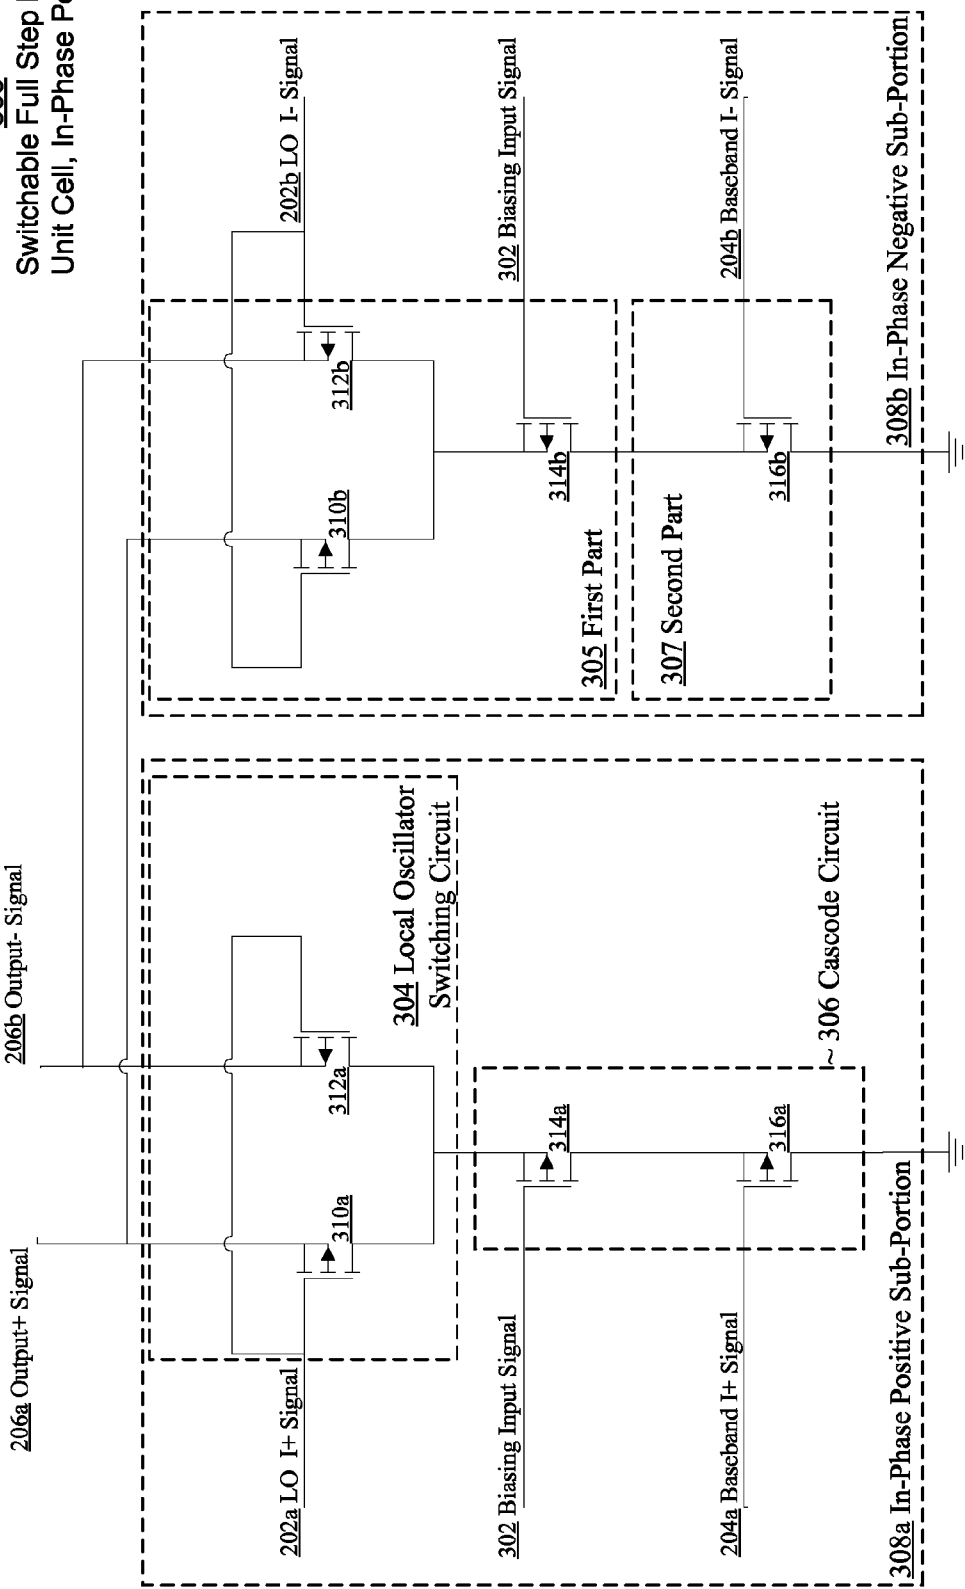 Switchable Full Step
Unit Cell, In-Phase
206a Output+ Signal
206b Output- Signal
202a LO I+ Signal
302 Biasing Input Signal
204a Baseband I+ Signal
308a In-Phase Positive Sub-Portion
310a
312a
304 Local Oscillator
Switching Circuit
314a
316a
~ 306 Cascode Circuit
310b
312b
314b
305 First Part
316b
307 Second Part
202b LO I- Signal
302 Biasing Input Signal
204b Baseband I- Signal
308b In-Phase Negative Sub-Portion